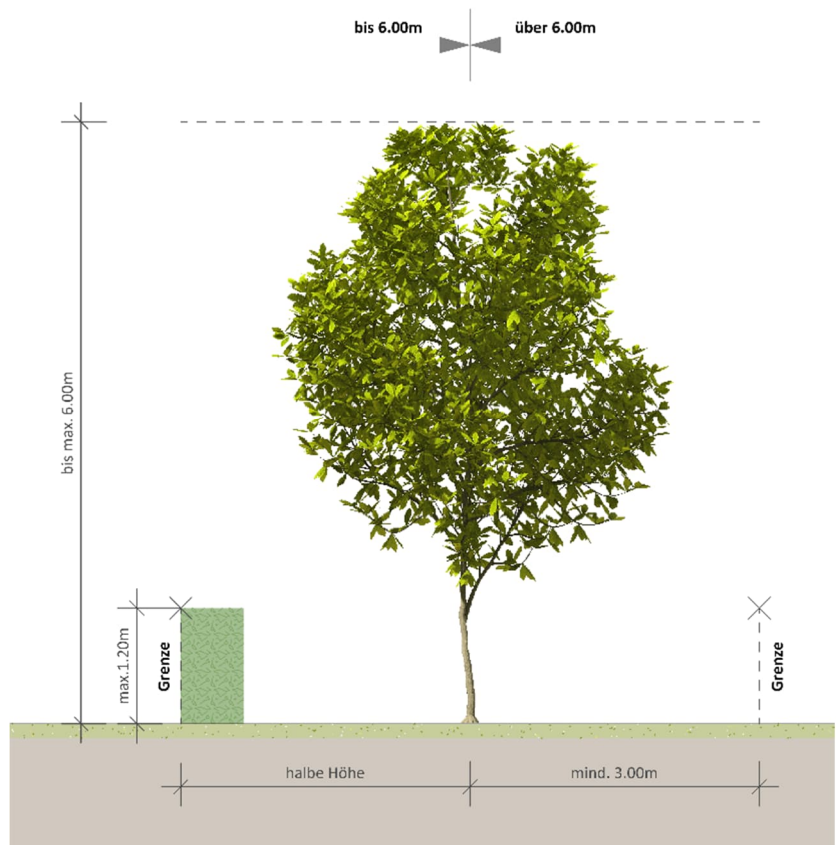 bis 6.00m
über 6.00m
bis max. 6.00m
max.1.20m
Grenze
Grenze
halbe Höhe
mind. 3.00m